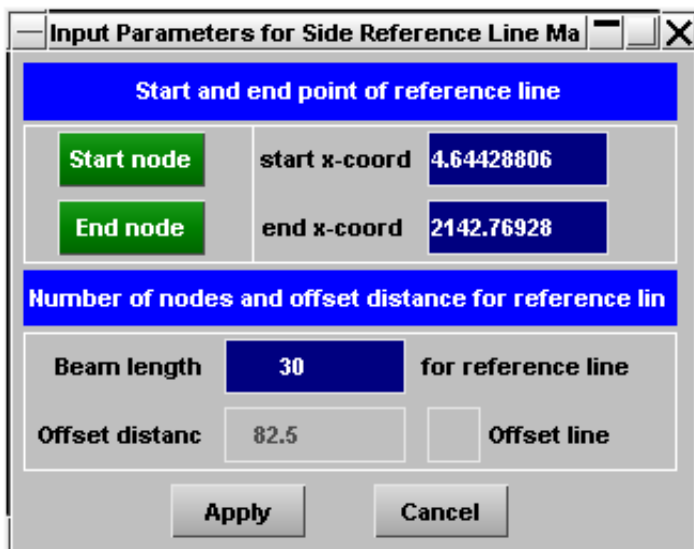 Input Parameters for Side Reference Line Ma
Start and end point of reference line
Start node start x-coord 4.64428806
End node end x-coord 2142.76928
Number of nodes and offset distance for reference lin
Beam length 30 for reference line
Offset distanc 82.5 Offset line
Apply Cancel